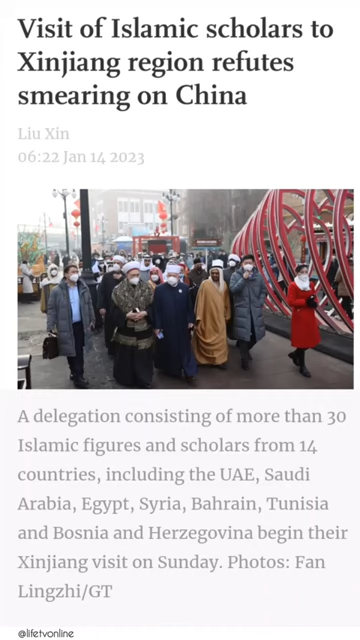 Visit of Islamic scholars to
Xinjiang region refutes
smearing on China
Liu Xin
06:22 Jan 14 2023
A delegation consisting of more than 30
Islamic figures and scholars from 14
countries, including the UAE, Saudi
Arabia, Egypt, Syria, Bahrain, Tunisia
and Bosnia and Herzegovina begin their
Xinjiang visit on Sunday. Photos: Fan
Lingzhi/GT
@lifetvonline